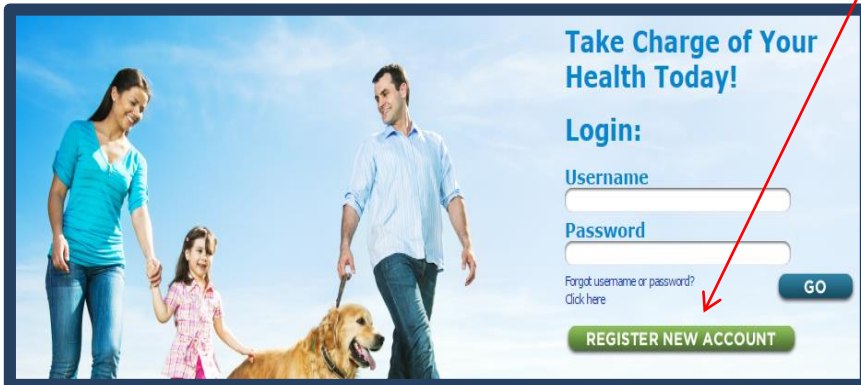 Take Charge of Your
Health Today!
Login:
Username
Password
Forgot username or password?
Click here
GO
REGISTER NEW ACCOUNT